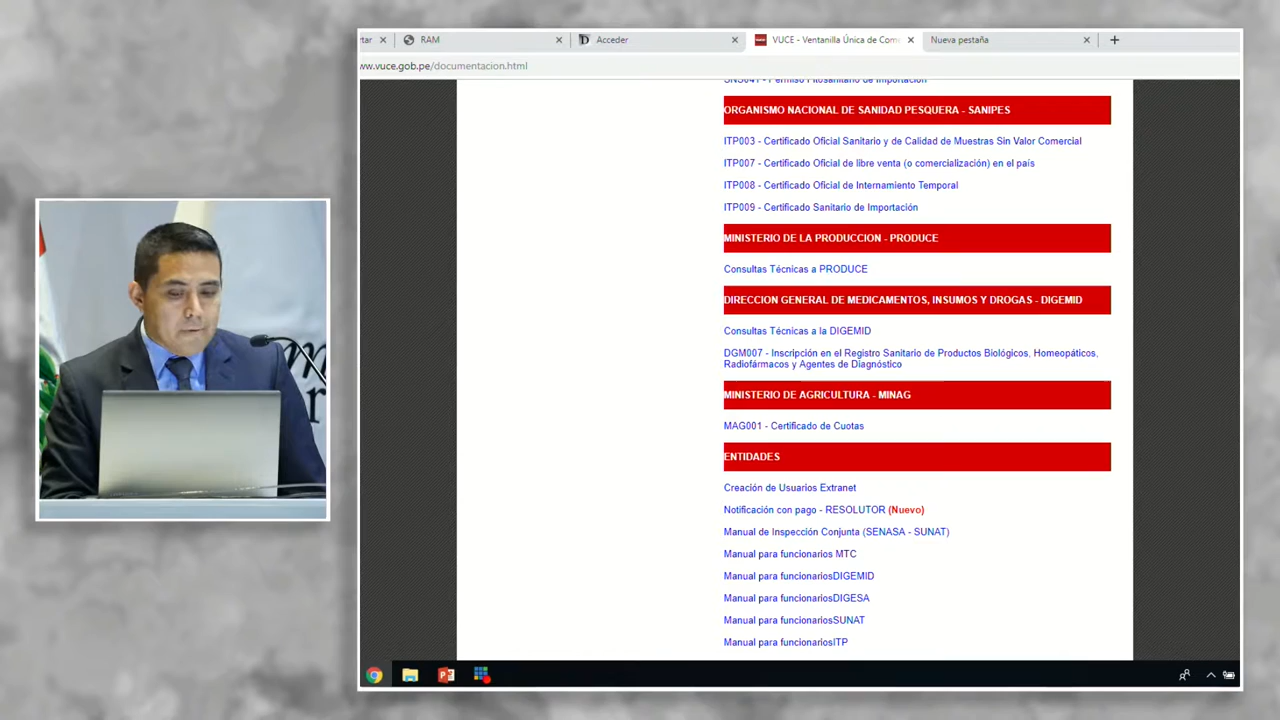 tar
RAM
Acceder
VUCE - Ventanilla Única de Com
Nueva pestaña
ww.vuce.gob.pe/documentacion.html
SNS041 - Permiso Fitosanitario de Importación
ORGANISMO NACIONAL DE SANIDAD PESQUERA - SANIPES
ITP003 - Certificado Oficial Sanitario y de Calidad de Muestras Sin Valor Comercial
ITP007 - Certificado Oficial de libre venta (o comercialización) en el país
ITP008 - Certificado Oficial de Internamiento Temporal
ITP009 - Certificado Sanitario de Importación
MINISTERIO DE LA PRODUCCION - PRODUCE
Consultas Técnicas a PRODUCE
DIRECCION GENERAL DE MEDICAMENTOS, INSUMOS Y DROGAS - DIGEMID
Consultas Técnicas a la DIGEMID
DGM007 - Inscripción en el Registro Sanitario de Productos Biológicos, Homeopáticos,
Radiofármacos y Agentes de Diagnóstico
MINISTERIO DE AGRICULTURA - MINAG
MAG001 - Certificado de Cuotas
ENTIDADES
Creación de Usuarios Extranet
Notificación con pago - RESOLUTOR (Nuevo)
Manual de Inspección Conjunta (SENASA - SUNAT)
Manual para funcionarios MTC
Manual para funcionariosDIGEMID
Manual para funcionariosDIGESA
Manual para funcionariosSUNAT
Manual para funcionariosITP